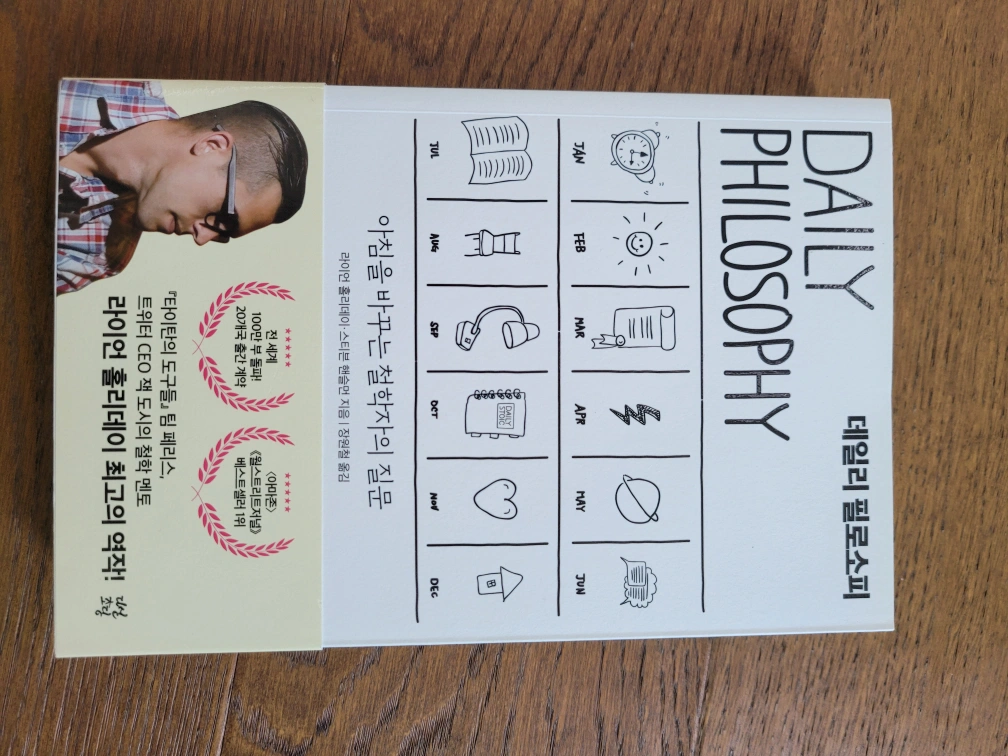 DAILY
PHILOSOPHY
데일리 필로소피
JAN FEB MAR APR MAY JUN
DAILY
STOIC
JUL AUG SEP OCT NOV DEC
아침을 바꾸는 철학자의 질문
라이언 홀리데이·스티븐 핸슬먼 지음 | 장원철 옮김
전 세계
100만 부 돌파!
20개국 출간 계약
〈아마존〉
《월스트리트저널》
베스트셀러 1위
『타이탄의 도구들』 팀 페리스,
트위터 CEO 잭 도시의 철학 멘토
라이언 홀리데이 최고의 역작!
다실
초당